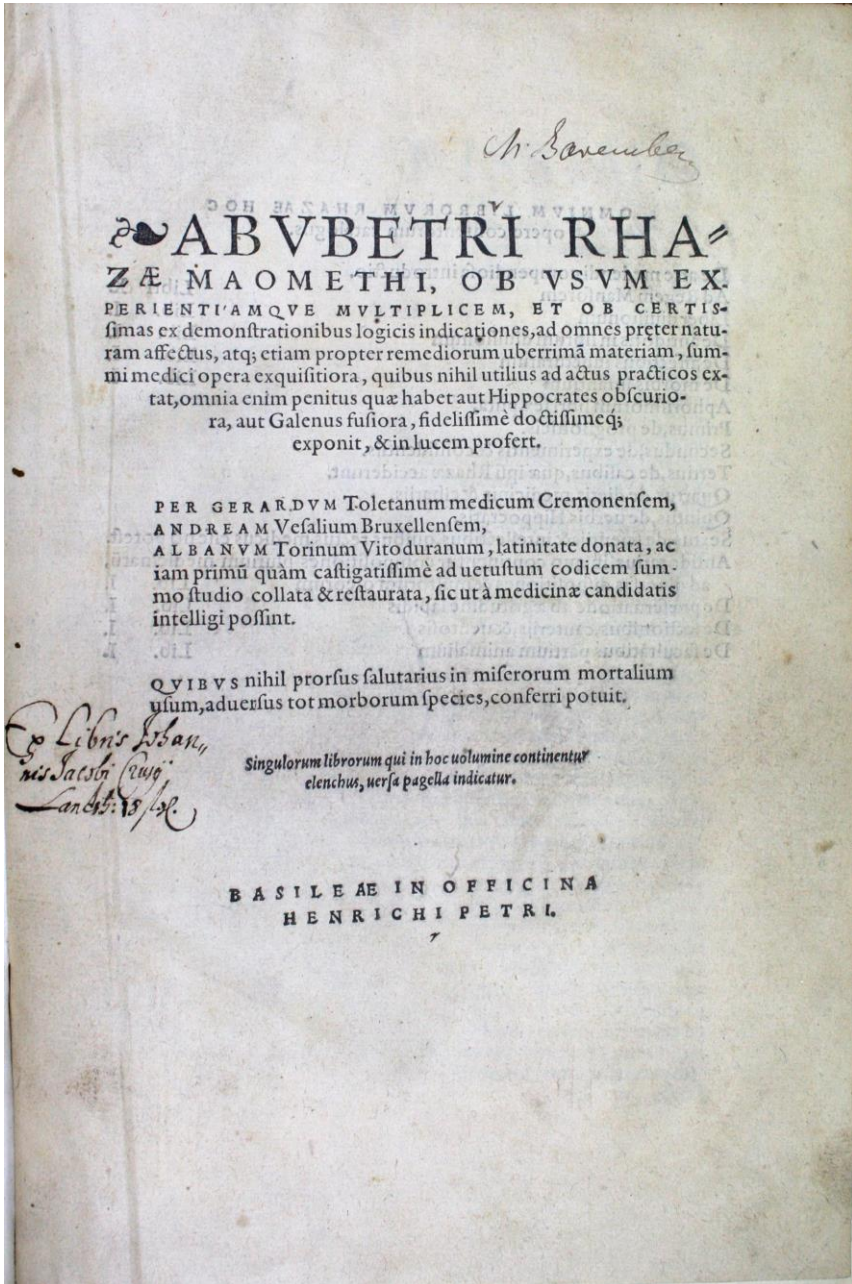 ABVBETRI RHA=
ZÆ MAOMETHI, OB VSVM EX-
PERIENTI'AMQVE MVLTIPLICEM, ET OB CERTIS-
ſimas ex demonſtrationibus logicis indicationes, ad omnes pręter natu-
ram affectus, atq; etiam propter remediorum uberrimā materiam, ſum-
mi medici opera exquiſitiora, quibus nihil utilius ad actus practicos ex-
tat, omnia enim penitus quæ habet aut Hippocrates obſcurio-
ra, aut Galenus fuſiora, fideliſſimè doctiſſimeq́;
exponit, & in lucem profert.
PER GERARDVM Toletanum medicum Cremonenſem,
ANDREAM Veſalium Bruxellenſem,
ALBANVM Torinum Vitoduranum, latinitate donata, ac
iam primū quàm caſtigatiſſimè ad uetuſtum codicem ſum-
mo ſtudio collata & reſtaurata, ſic ut à medicinæ candidatis
intelligi poſſint.
QVIBVS nihil prorſus ſalutarius in miſerorum mortalium
uſum, aduerſus tot morborum ſpecies, conferri potuit.
Ex Libris Johan,,
nis Jacobj
Singulorum librorum qui in hoc uolumine continentur
elenchus, uerſa pagella indicatur.
BASILEAE IN OFFICINA
HENRICHI PETRI.